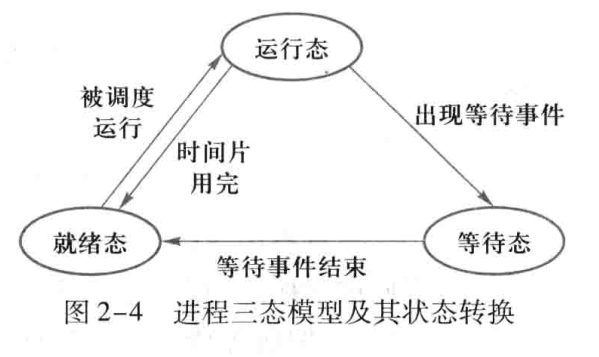 运行态
被调度
运行
出现等待事件
时间片
用完
就绪态
等待态
等待事件结束
图2-4 进程三态模型及其状态转换